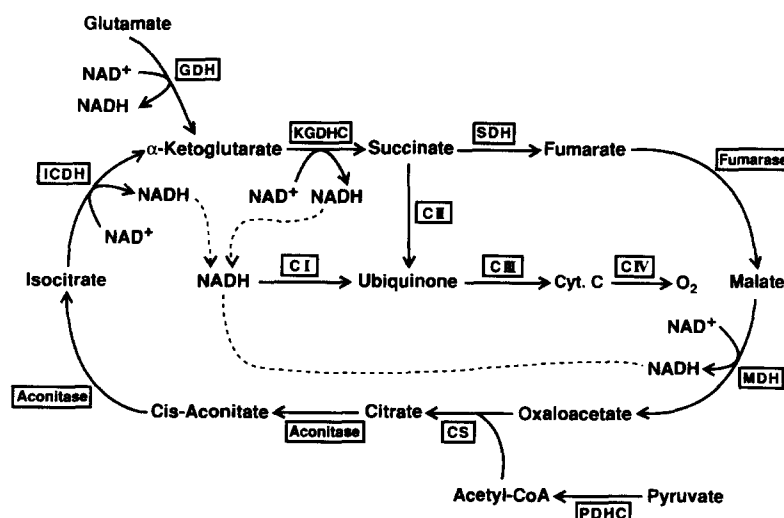 Glutamate
NAD+
GDH
NADH
α-Ketoglutarate
KGDHC
Succinate
SDH
Fumarate
Fumarase
ICDH
NADH
NAD+
NADH
NAD+
CII
Isocitrate
NADH
CI
Ubiquinone
CIII
Cyt. C
CIV
O2
Malate
NAD+
NADH
MDH
Aconitase
Cis-Aconitate
Aconitase
Citrate
CS
Oxaloacetate
Acetyl-CoA
PDHC
Pyruvate